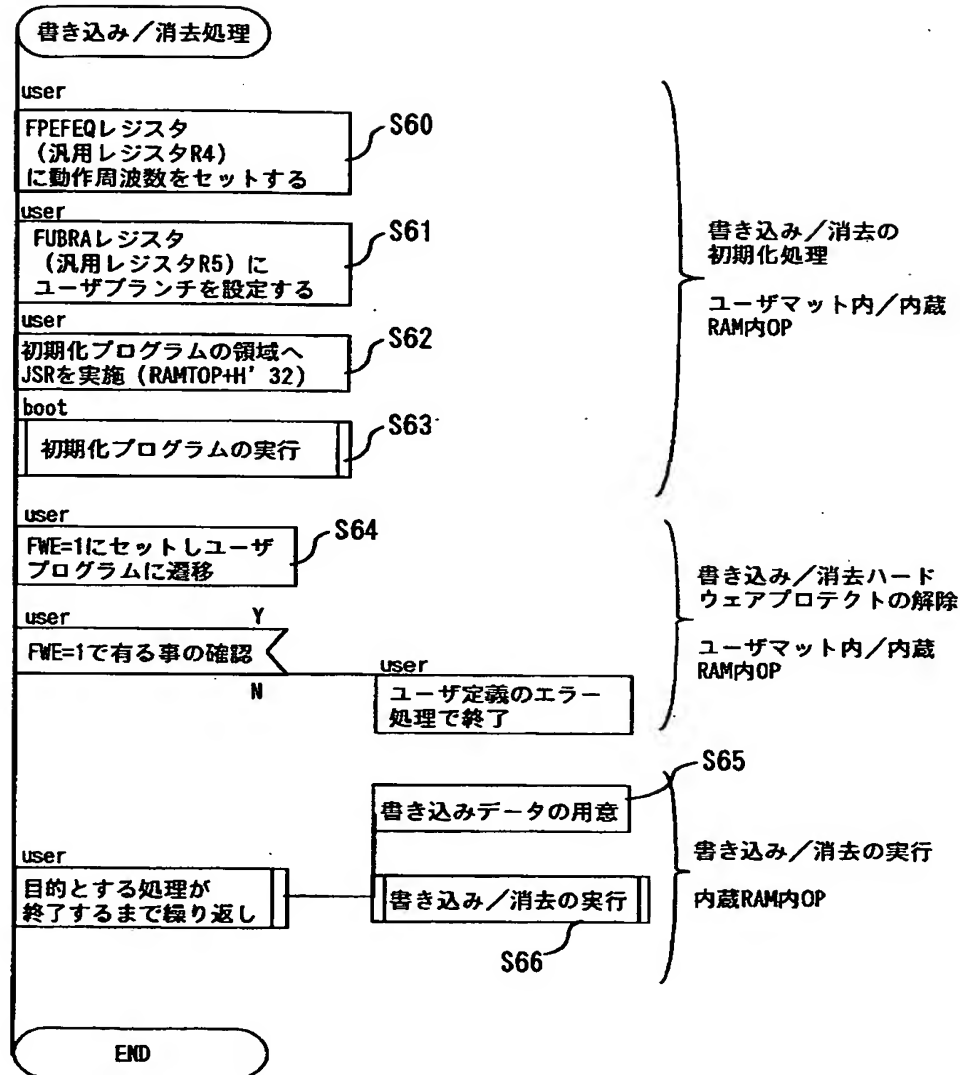 書き込み／消去処理
user
FPEFEQレジスタ
（汎用レジスタR4）
に動作周波数をセットする
S60
user
FUBRAレジスタ
（汎用レジスタR5）に
ユーザブランチを設定する
S61
user
初期化プログラムの領域へ
JSRを実施（RAMTOP+H'32）
S62
boot
初期化プログラムの実行
S63
書き込み／消去の
初期化処理
ユーザマット内／内蔵
RAM内OP
user
FWE=1にセットしユーザ
プログラムに遷移
S64
user
Y
FWE=1で有る事の確認
N
user
ユーザ定義のエラー
処理で終了
書き込み／消去ハード
ウェアプロテクトの解除
ユーザマット内／内蔵
RAM内OP
S65
書き込みデータの用意
user
目的とする処理が
終了するまで繰り返し
書き込み／消去の実行
S66
書き込み／消去の実行
内蔵RAM内OP
END